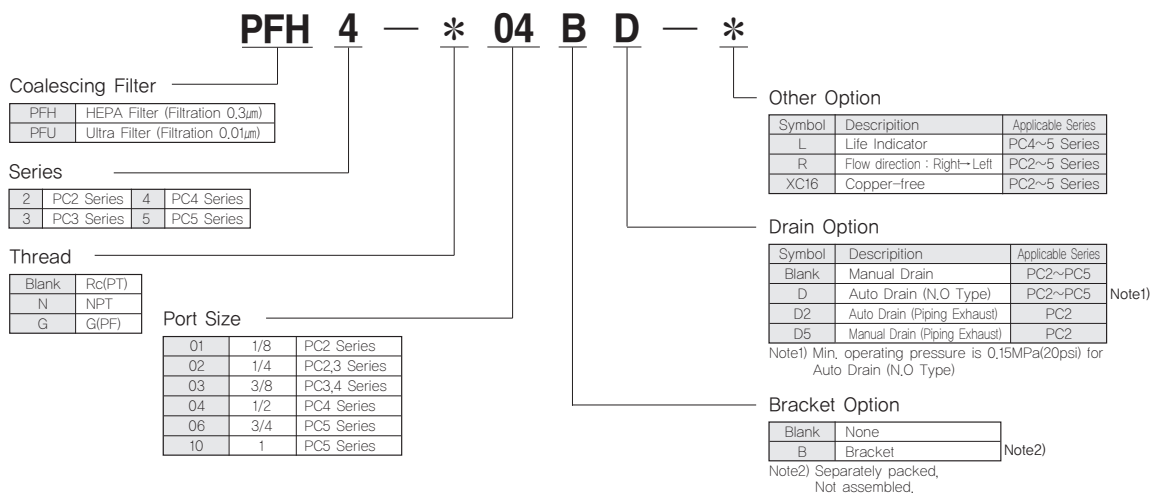 PFH 4 — * 04 B D — *
Coalescing Filter
PFH HEPA Filter (Filtration 0.3㎛)
PFU Ultra Filter (Filtration 0.01㎛)
Series
2 PC2 Series 4 PC4 Series
3 PC3 Series 5 PC5 Series
Thread
Blank Rc(PT)
N NPT
G G(PF)
Port Size
01 1/8 PC2 Series
02 1/4 PC2,3 Series
03 3/8 PC3,4 Series
04 1/2 PC4 Series
06 3/4 PC5 Series
10 1 PC5 Series
Other Option
Symbol Descripition Applicable Series
L Life Indicator PC4~5 Series
R Flow direction : Right→Left PC2~5 Series
XC16 Copper-free PC2~5 Series
Drain Option
Symbol Descripition Applicable Series
Blank Manual Drain PC2~PC5
D Auto Drain (N.O Type) PC2~PC5 Note1)
D2 Auto Drain (Piping Exhaust) PC2
D5 Manual Drain (Piping Exhaust) PC2
Note1) Min. operating pressure is 0.15MPa(20psi) for
Auto Drain (N.O Type)
Bracket Option
Blank None
B Bracket Note2)
Note2) Separately packed,
Not assembled.